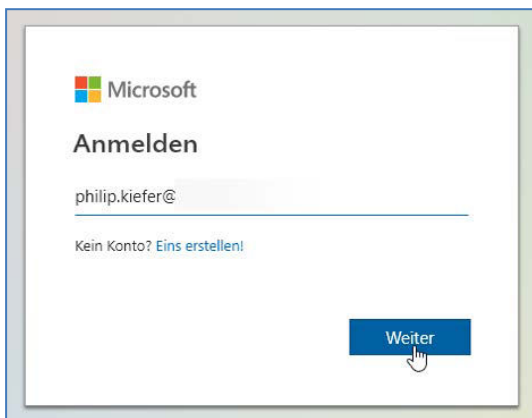 Microsoft
Anmelden
philip.kiefer@
Kein Konto? Eins erstellen!
Weiter